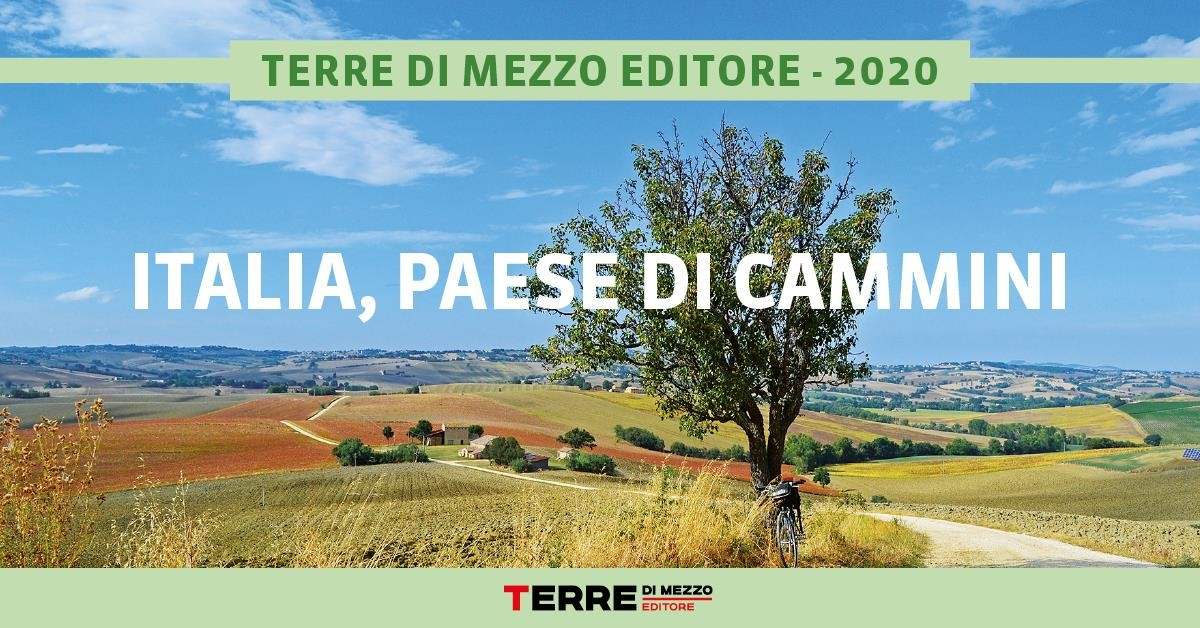 TERRE DI MEZZO EDITORE - 2020
ITALIA, PAESE DI CAMMINI
TERRE DI MEZZO
EDITORE